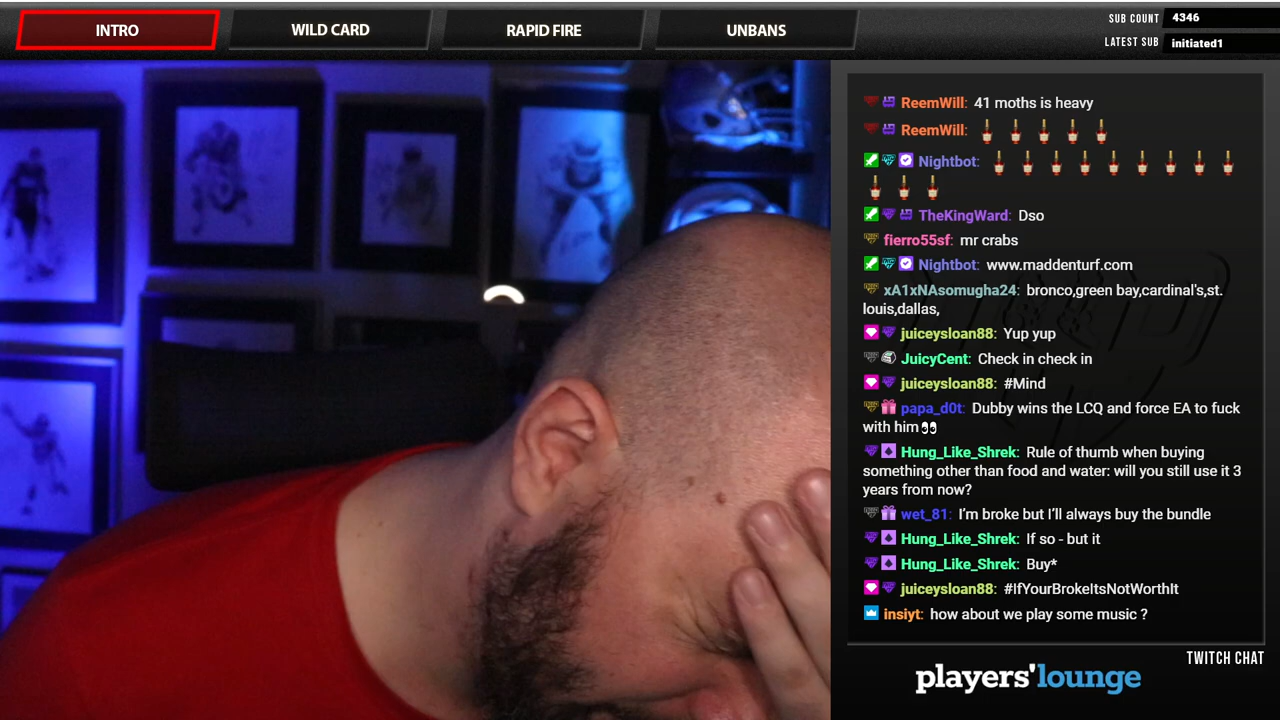 INTRO
WILD CARD
RAPID FIRE
UNBANS
SUB COUNT 4346
LATEST SUB initiated1
ReemWill: 41 moths is heavy
ReemWill:
Nightbot:
TheKingWard: Dso
fierro55sf: mr crabs
Nightbot: www.maddenturf.com
xA1xNAsomugha24: bronco,green bay,cardinal's,st.
louis,dallas,
juiceysloan88: Yup yup
JuicyCent: Check in check in
juiceysloan88: #Mind
papa_d0t: Dubby wins the LCQ and force EA to fuck
with him👀
Hung_Like_Shrek: Rule of thumb when buying
something other than food and water: will you still use it 3
years from now?
wet_81: I'm broke but I'll always buy the bundle
Hung_Like_Shrek: If so - but it
Hung_Like_Shrek: Buy*
juiceysloan88: #IfYourBrokeItsNotWorthIt
insiyt: how about we play some music ?
TWITCH CHAT
players'lounge